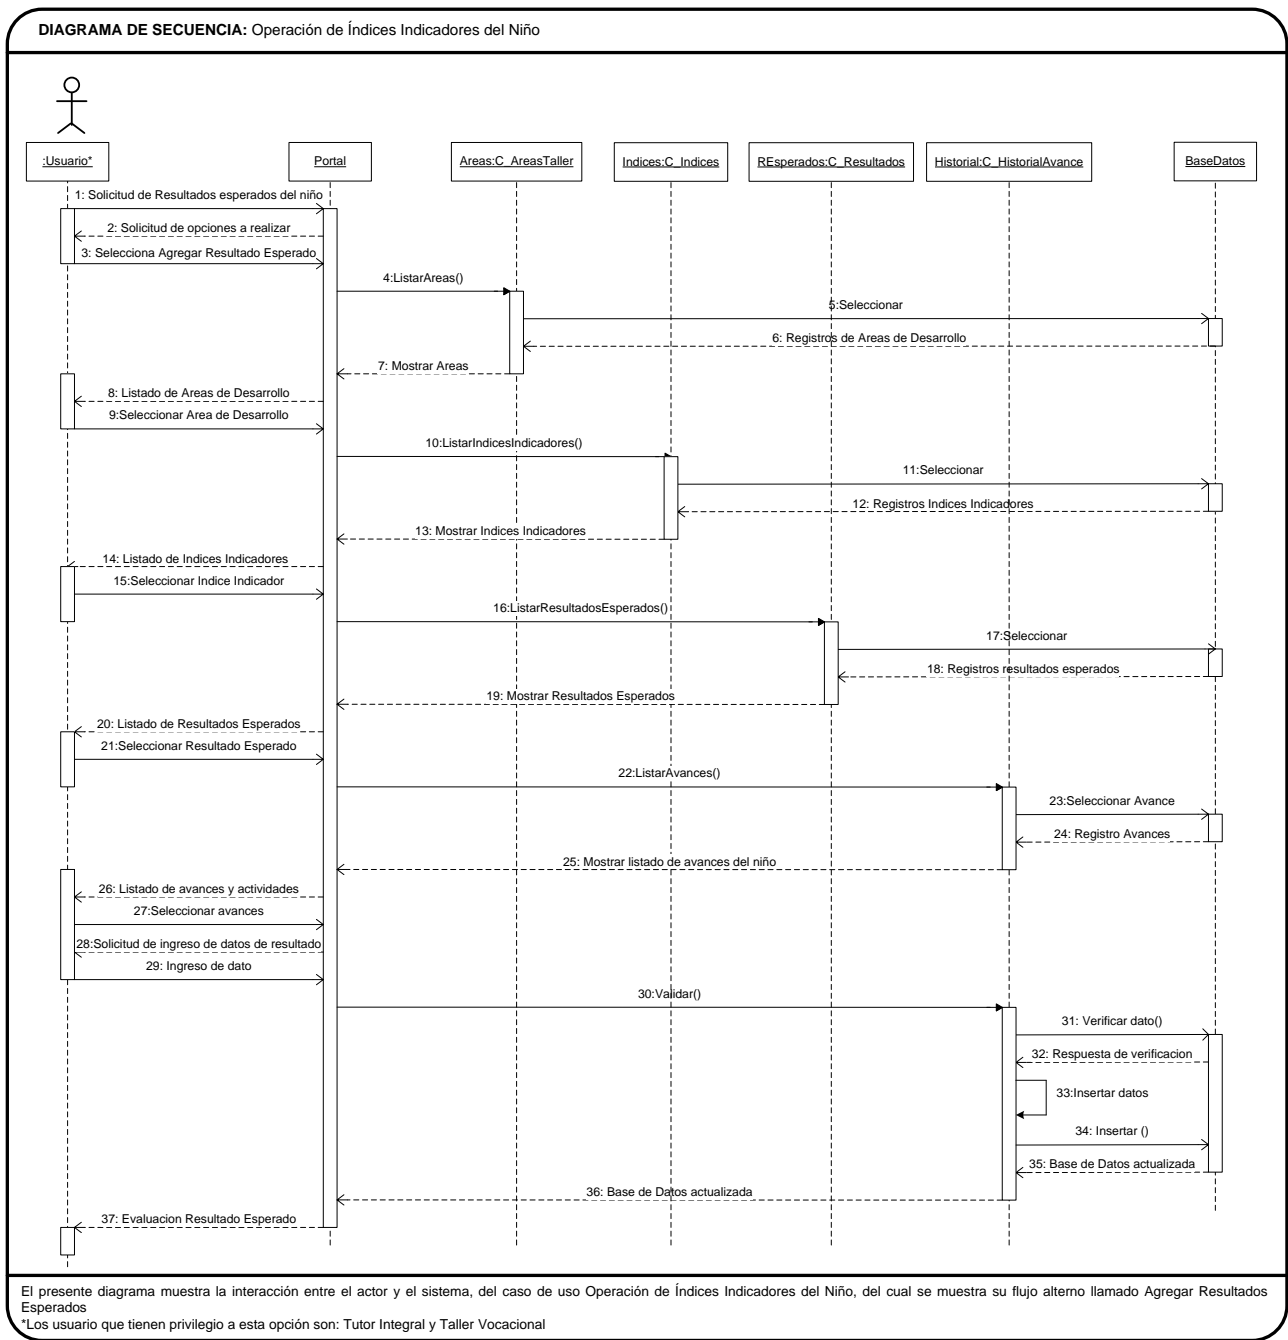 DIAGRAMA DE SECUENCIA: Operación de Índices Indicadores del Niño
:Usuario*
Portal
Areas:C_AreasTaller
Indices:C_Indices
REsperados:C_Resultados
Historial:C_HistorialAvance
BaseDatos
1: Solicitud de Resultados esperados del niño
2: Solicitud de opciones a realizar
3: Selecciona Agregar Resultado Esperado
4:ListarAreas()
5:Seleccionar
6: Registros de Areas de Desarrollo
7: Mostrar Areas
8: Listado de Areas de Desarrollo
9:Seleccionar Area de Desarrollo
10:ListarIndicesIndicadores()
11:Seleccionar
12: Registros Indices Indicadores
13: Mostrar Indices Indicadores
14: Listado de Indices Indicadores
15:Seleccionar Indice Indicador
16:ListarResultadosEsperados()
17:Seleccionar
18: Registros resultados esperados
19: Mostrar Resultados Esperados
20: Listado de Resultados Esperados
21:Seleccionar Resultado Esperado
22:ListarAvances()
23:Seleccionar Avance
24: Registro Avances
25: Mostrar listado de avances del niño
26: Listado de avances y actividades
27:Seleccionar avances
28:Solicitud de ingreso de datos de resultado
29: Ingreso de dato
30:Validar()
31: Verificar dato()
32: Respuesta de verificacion
33:Insertar datos
34: Insertar ()
35: Base de Datos actualizada
36: Base de Datos actualizada
37: Evaluacion Resultado Esperado
El presente diagrama muestra la interacción entre el actor y el sistema, del caso de uso Operación de Índices Indicadores del Niño, del cual se muestra su flujo alterno llamado Agregar Resultados
Esperados
*Los usuario que tienen privilegio a esta opción son: Tutor Integral y Taller Vocacional